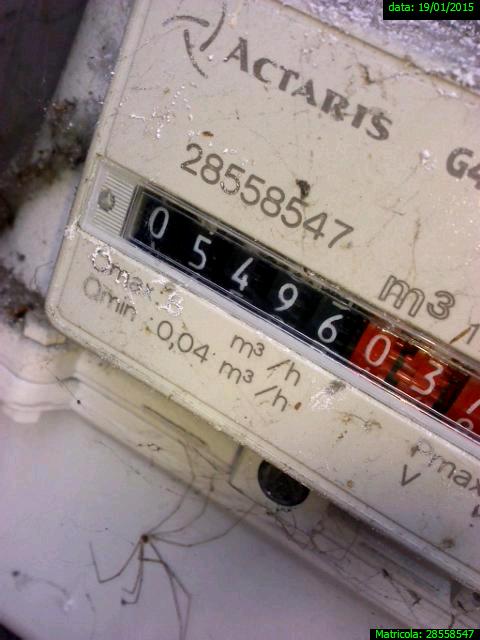 data: 19/01/2015
ACTARIS
G4
28558547
05496 03
m³/1
Qmax 6 m³/h
Qmin 0,04 m³/h
Pmax
V
Matricola: 28558547